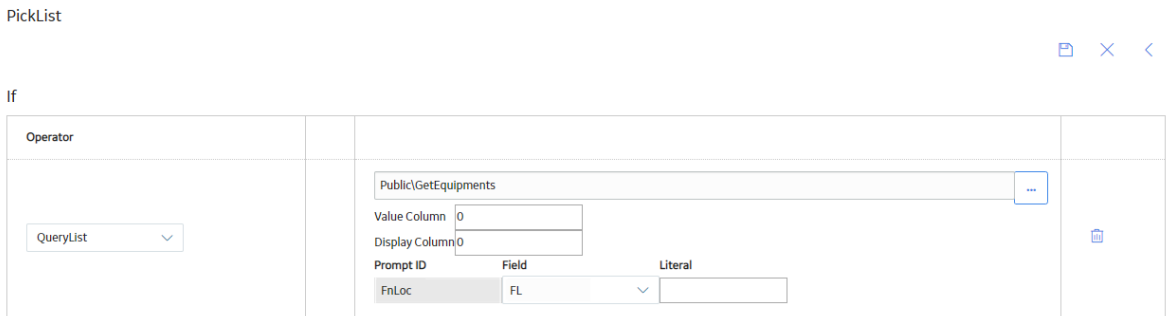 PickList
If
Operator
Public\GetEquipments
...
QueryList
Value Column 0
Display Column 0
Prompt ID Field Literal
FnLoc FL